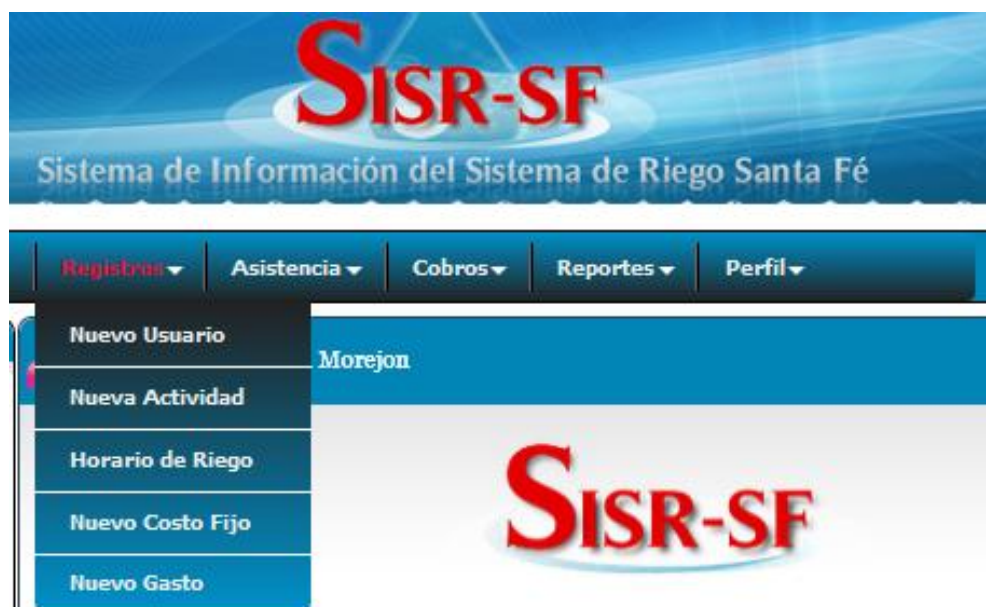 SISR-SF
Sistema de Información del Sistema de Riego Santa Fé
Registros Asistencia Cobros Reportes Perfil
Nuevo Usuario
Morejon
Nueva Actividad
Horario de Riego
SISR-SF
Nuevo Costo Fijo
Nuevo Gasto